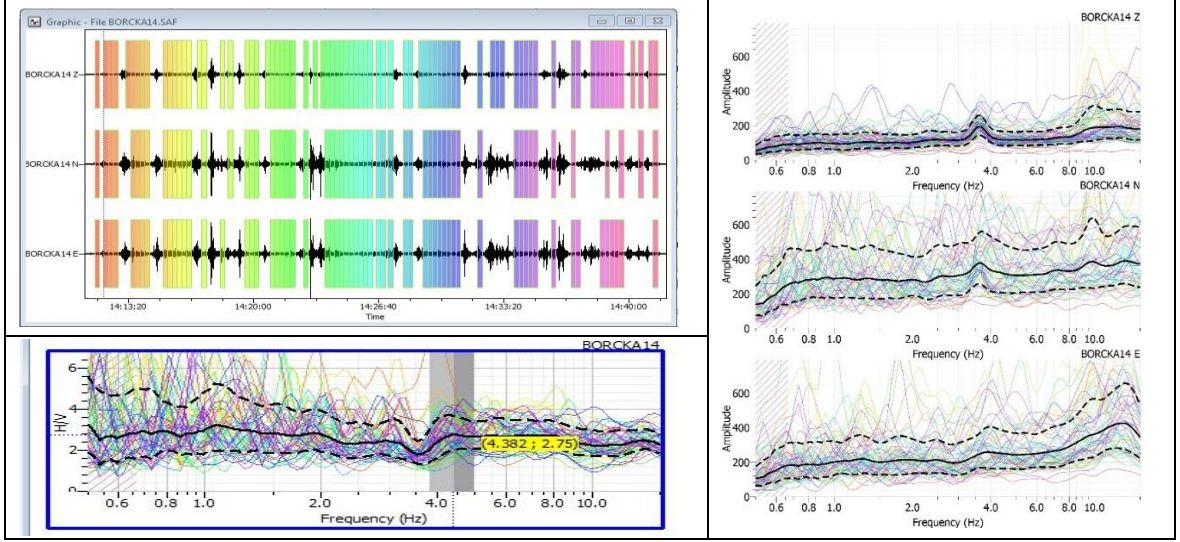 Graphic - File BORCKA14.SAF
BORCKA14 Z
BORCKA14 N
BORCKA14 E
14:13:20 14:20:00 14:26:40 14:33:20 14:40:00
Time
BORCKA14
6
4
2
0
H/V
(4.382 ; 2.75)
0.6 0.8 1.0 2.0 4.0 6.0 8.0 10.0
Frequency (Hz)
BORCKA14 Z
600
400
200
0
Amplitude
0.6 0.8 1.0 2.0 4.0 6.0 8.0 10.0
Frequency (Hz)
BORCKA14 N
600
400
200
0
Amplitude
0.6 0.8 1.0 2.0 4.0 6.0 8.0 10.0
Frequency (Hz)
BORCKA14 E
600
400
200
0
Amplitude
0.6 0.8 1.0 2.0 4.0 6.0 8.0 10.0
Frequency (Hz)